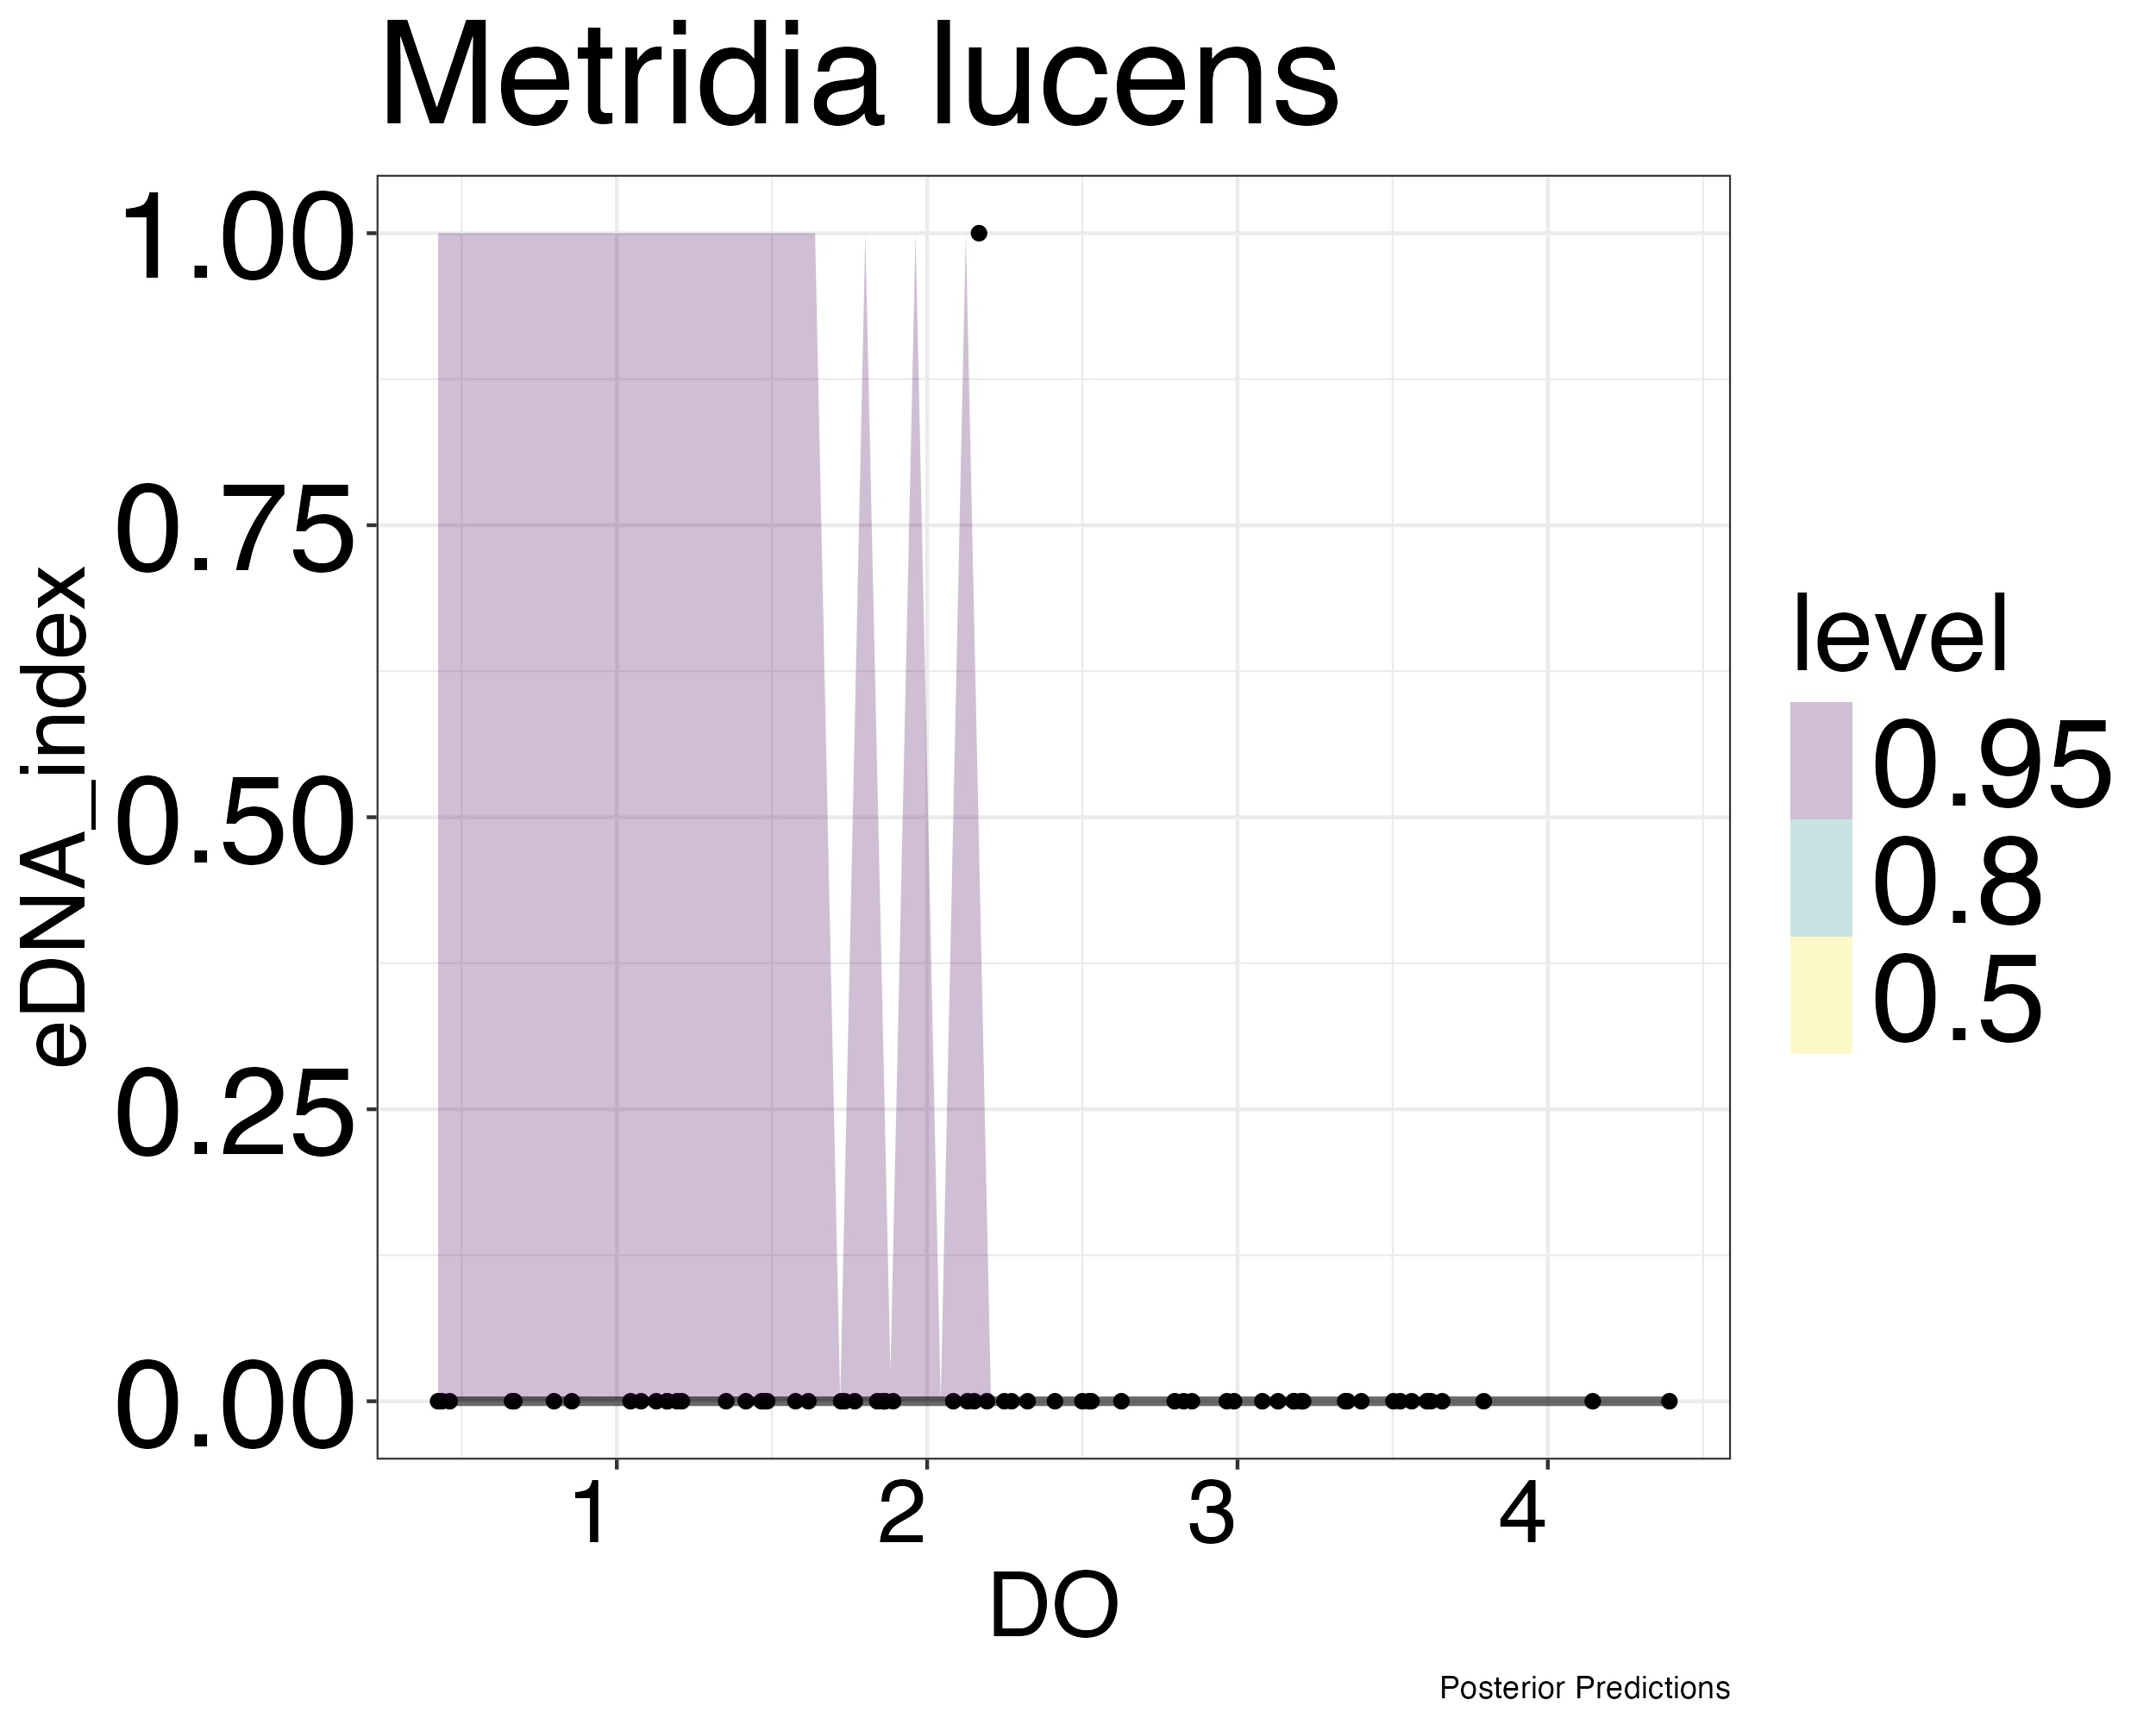 Metridia lucens
1.00
0.75
0.50
0.25
0.00
eDNA_index
1 2 3 4
DO
level
0.95
0.8
0.5
Posterior Predictions